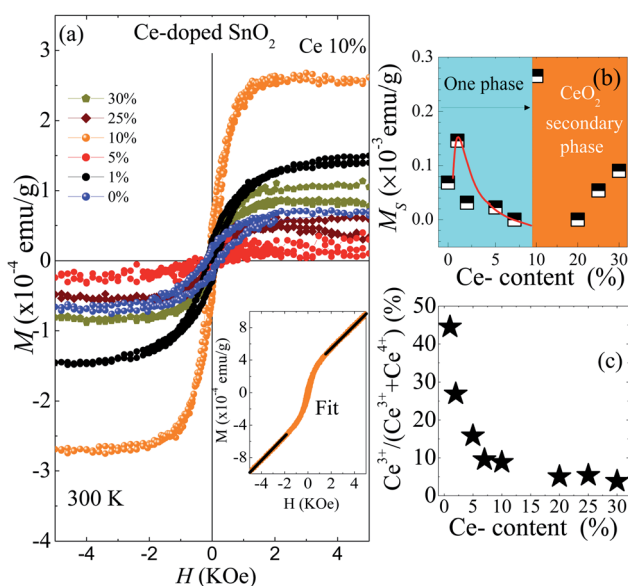 (a)
Ce-doped SnO2
Ce 10%
30%
25%
10%
5%
1%
0%
M (x10-4 emu/g)
3
2
1
0
-1
-2
-3
-4
300 K
-4
-2
0
2
4
H (KOe)
M (x10-4 emu/g)
8
4
0
-4
-8
Fit
-4
-2
0
2
4
H (KOe)
(b)
One phase
CeO2
secondary
phase
MS (×10-3 emu/g)
0.3
0.2
0.1
0.0
0
5
10
20
25
30
Ce- content (%)
(c)
Ce3+/(Ce3++Ce4+) (%)
50
40
30
20
10
0
0
5
10
15
20
25
30
Ce- content (%)